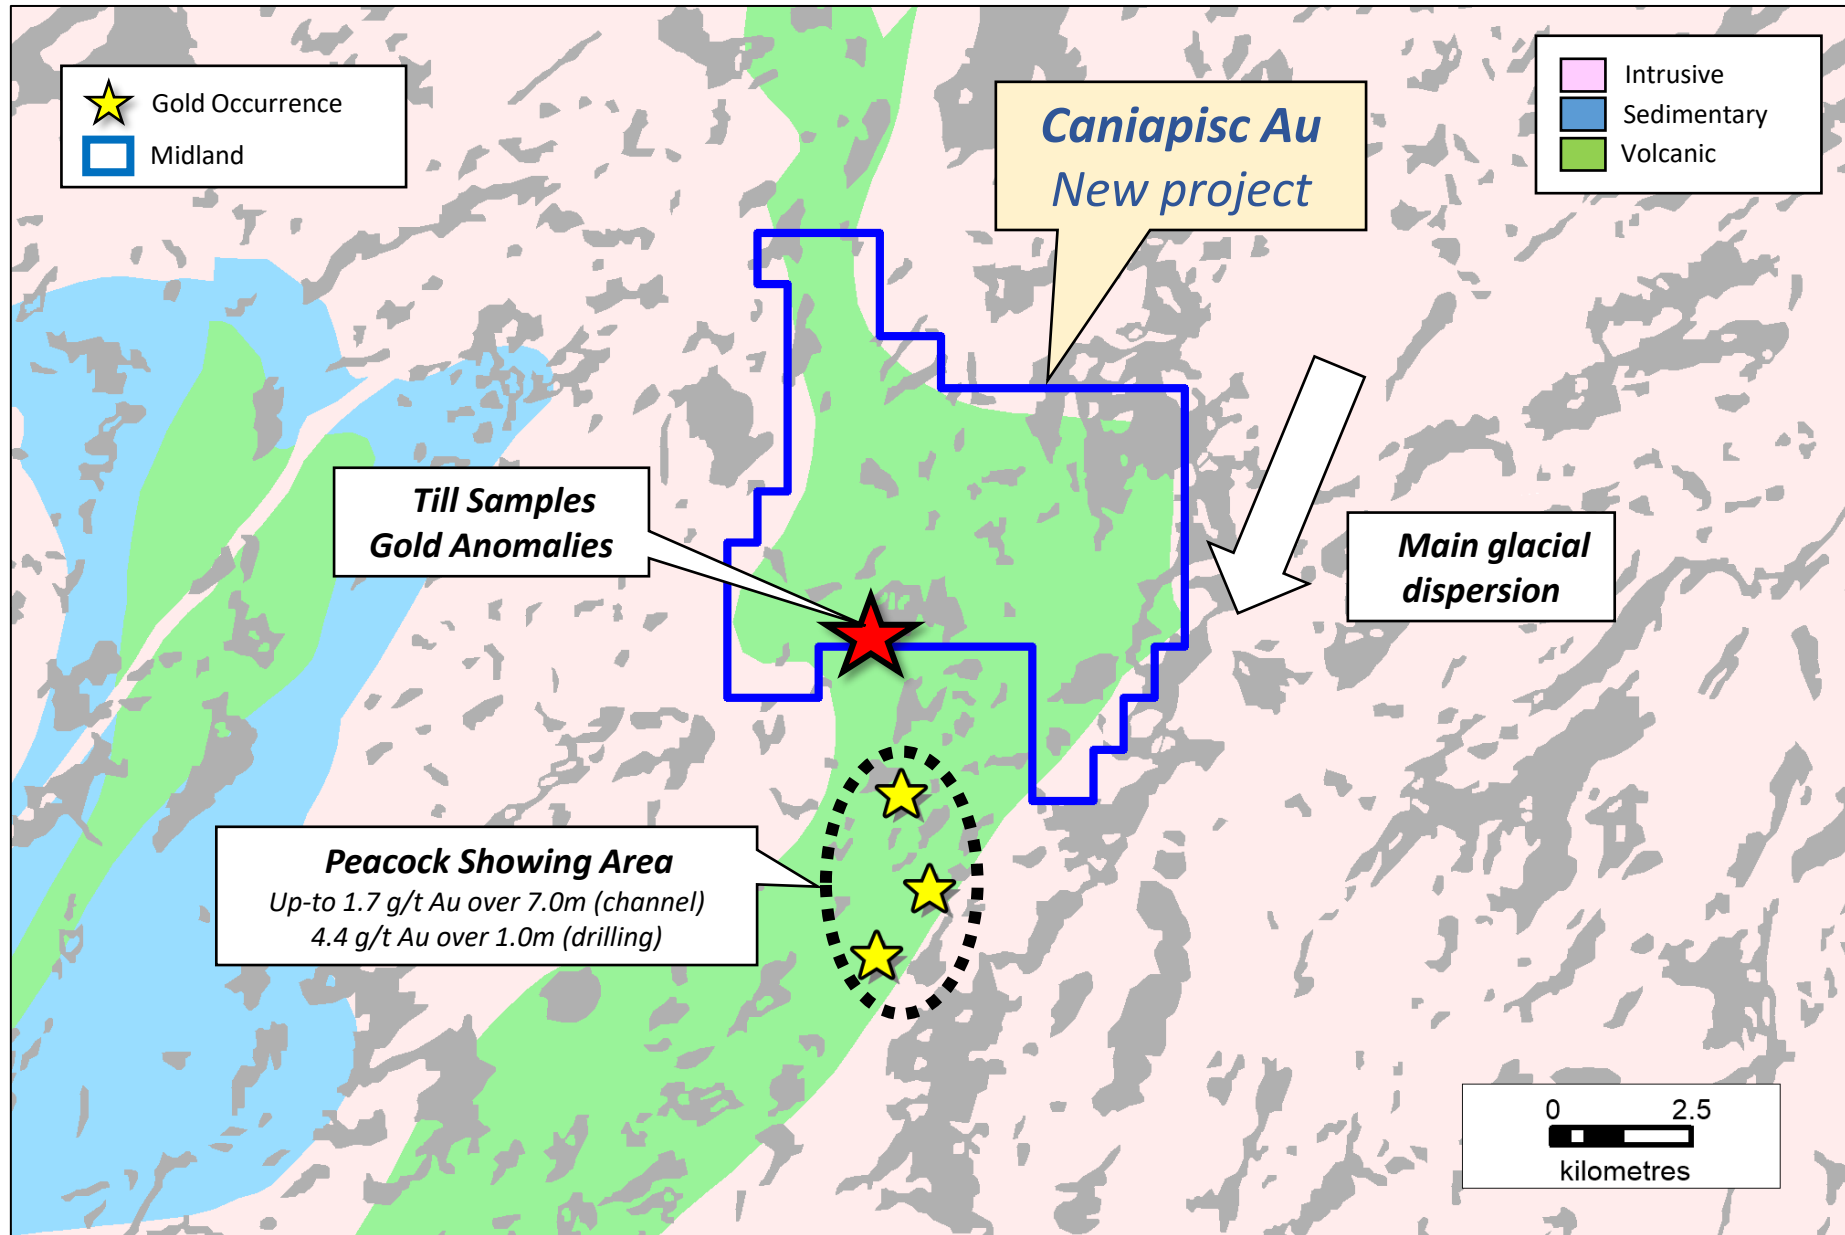 Gold Occurrence
Midland
Caniapisc Au
New project
Intrusive
Sedimentary
Volcanic
Till Samples
Gold Anomalies
Main glacial
dispersion
Peacock Showing Area
Up-to 1.7 g/t Au over 7.0m (channel)
4.4 g/t Au over 1.0m (drilling)
0 2.5
kilometres